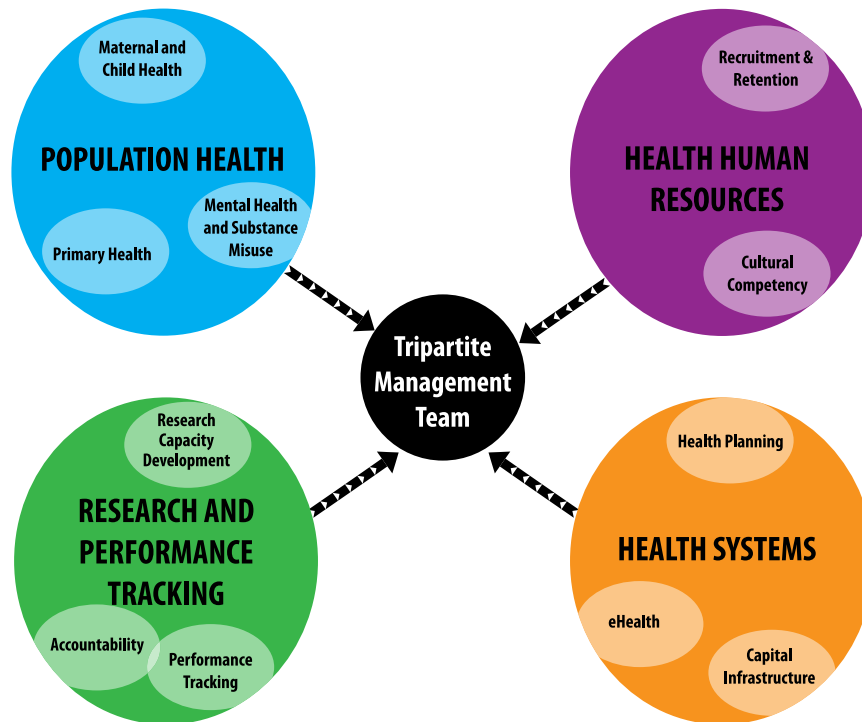 Maternal and
Child Health
POPULATION HEALTH
Mental Health
and Substance
Misuse
Primary Health
Recruitment &
Retention
HEALTH HUMAN
RESOURCES
Cultural
Competency
Tripartite
Management
Team
Research
Capacity
Development
RESEARCH AND
PERFORMANCE
TRACKING
Accountability
Performance
Tracking
Health Planning
HEALTH SYSTEMS
eHealth
Capital
Infrastructure